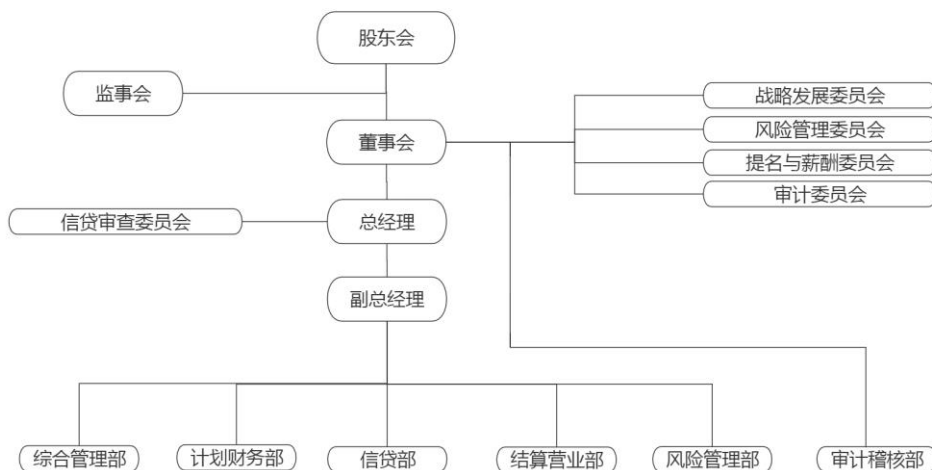 股东会
监事会
战略发展委员会
风险管理委员会
董事会
提名与薪酬委员会
审计委员会
信贷审查委员会
总经理
副总经理
综合管理部
计划财务部
信贷部
结算营业部
风险管理部
审计稽核部